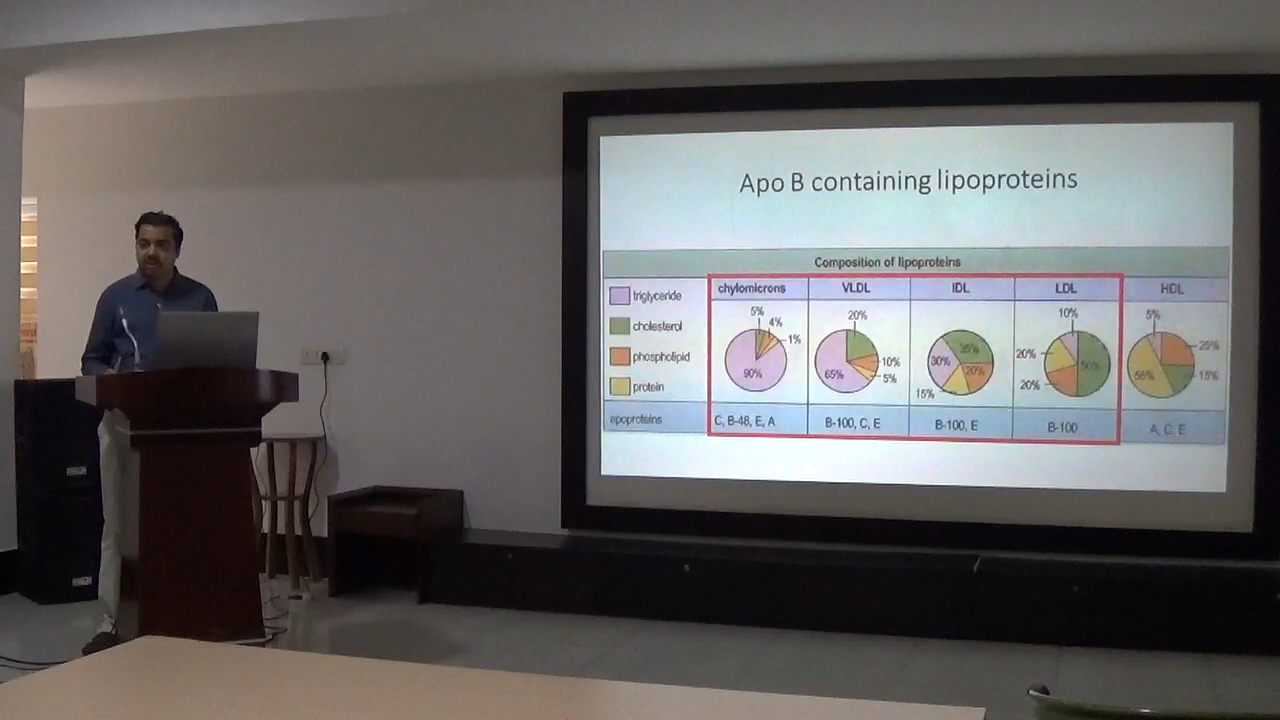 Apo B containing lipoproteins
Composition of lipoproteins
chylomicrons VLDL IDL LDL HDL
triglyceride
cholesterol
phospholipid
protein
5% 4% 1% 90%
20% 10% 5% 65%
35% 30% 20% 15%
10% 20% 50% 20%
5% 25% 15% 55%
apoproteins C, B-48, E, A B-100, C, E B-100, E B-100 A, C, E